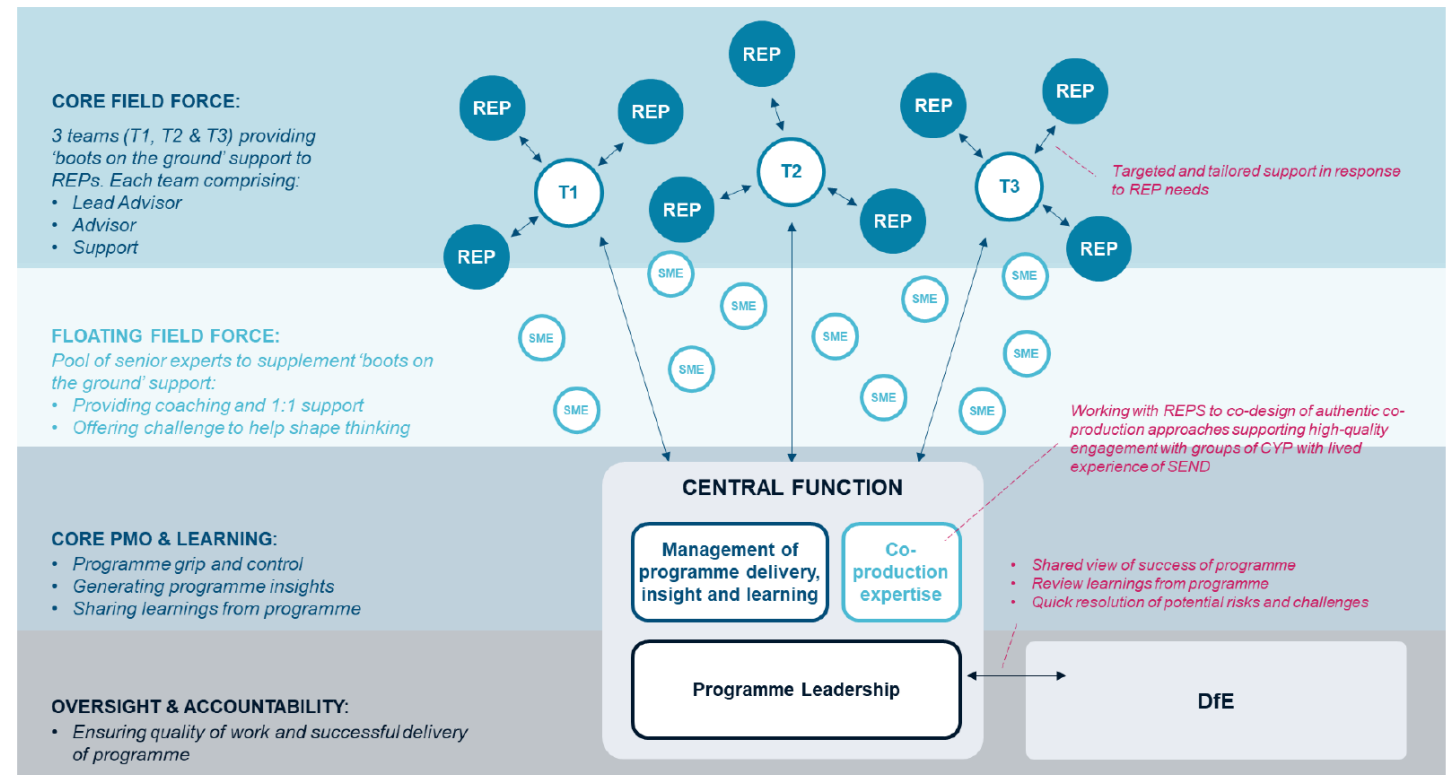 REP
REP
REP
REP
REP
REP
REP
REP
REP
T1
T2
T3
CORE FIELD FORCE:
3 teams (T1, T2 & T3) providing
‘boots on the ground’ support to
REPs. Each team comprising:
• Lead Advisor
• Advisor
• Support
Targeted and tailored support in response
to REP needs
SME
SME
SME
SME
SME
SME
SME
SME
SME
SME
SME
FLOATING FIELD FORCE:
Pool of senior experts to supplement ‘boots on
the ground’ support:
• Providing coaching and 1:1 support
• Offering challenge to help shape thinking
Working with REPS to co-design of authentic co-
production approaches supporting high-quality
engagement with groups of CYP with lived
experience of SEND
CENTRAL FUNCTION
CORE PMO & LEARNING:
• Programme grip and control
• Generating programme insights
• Sharing learnings from programme
Management of
programme delivery,
insight and learning
Co-
production
expertise
• Shared view of success of programme
• Review learnings from programme
• Quick resolution of potential risks and challenges
OVERSIGHT & ACCOUNTABILITY:
• Ensuring quality of work and successful delivery
of programme
Programme Leadership
DfE